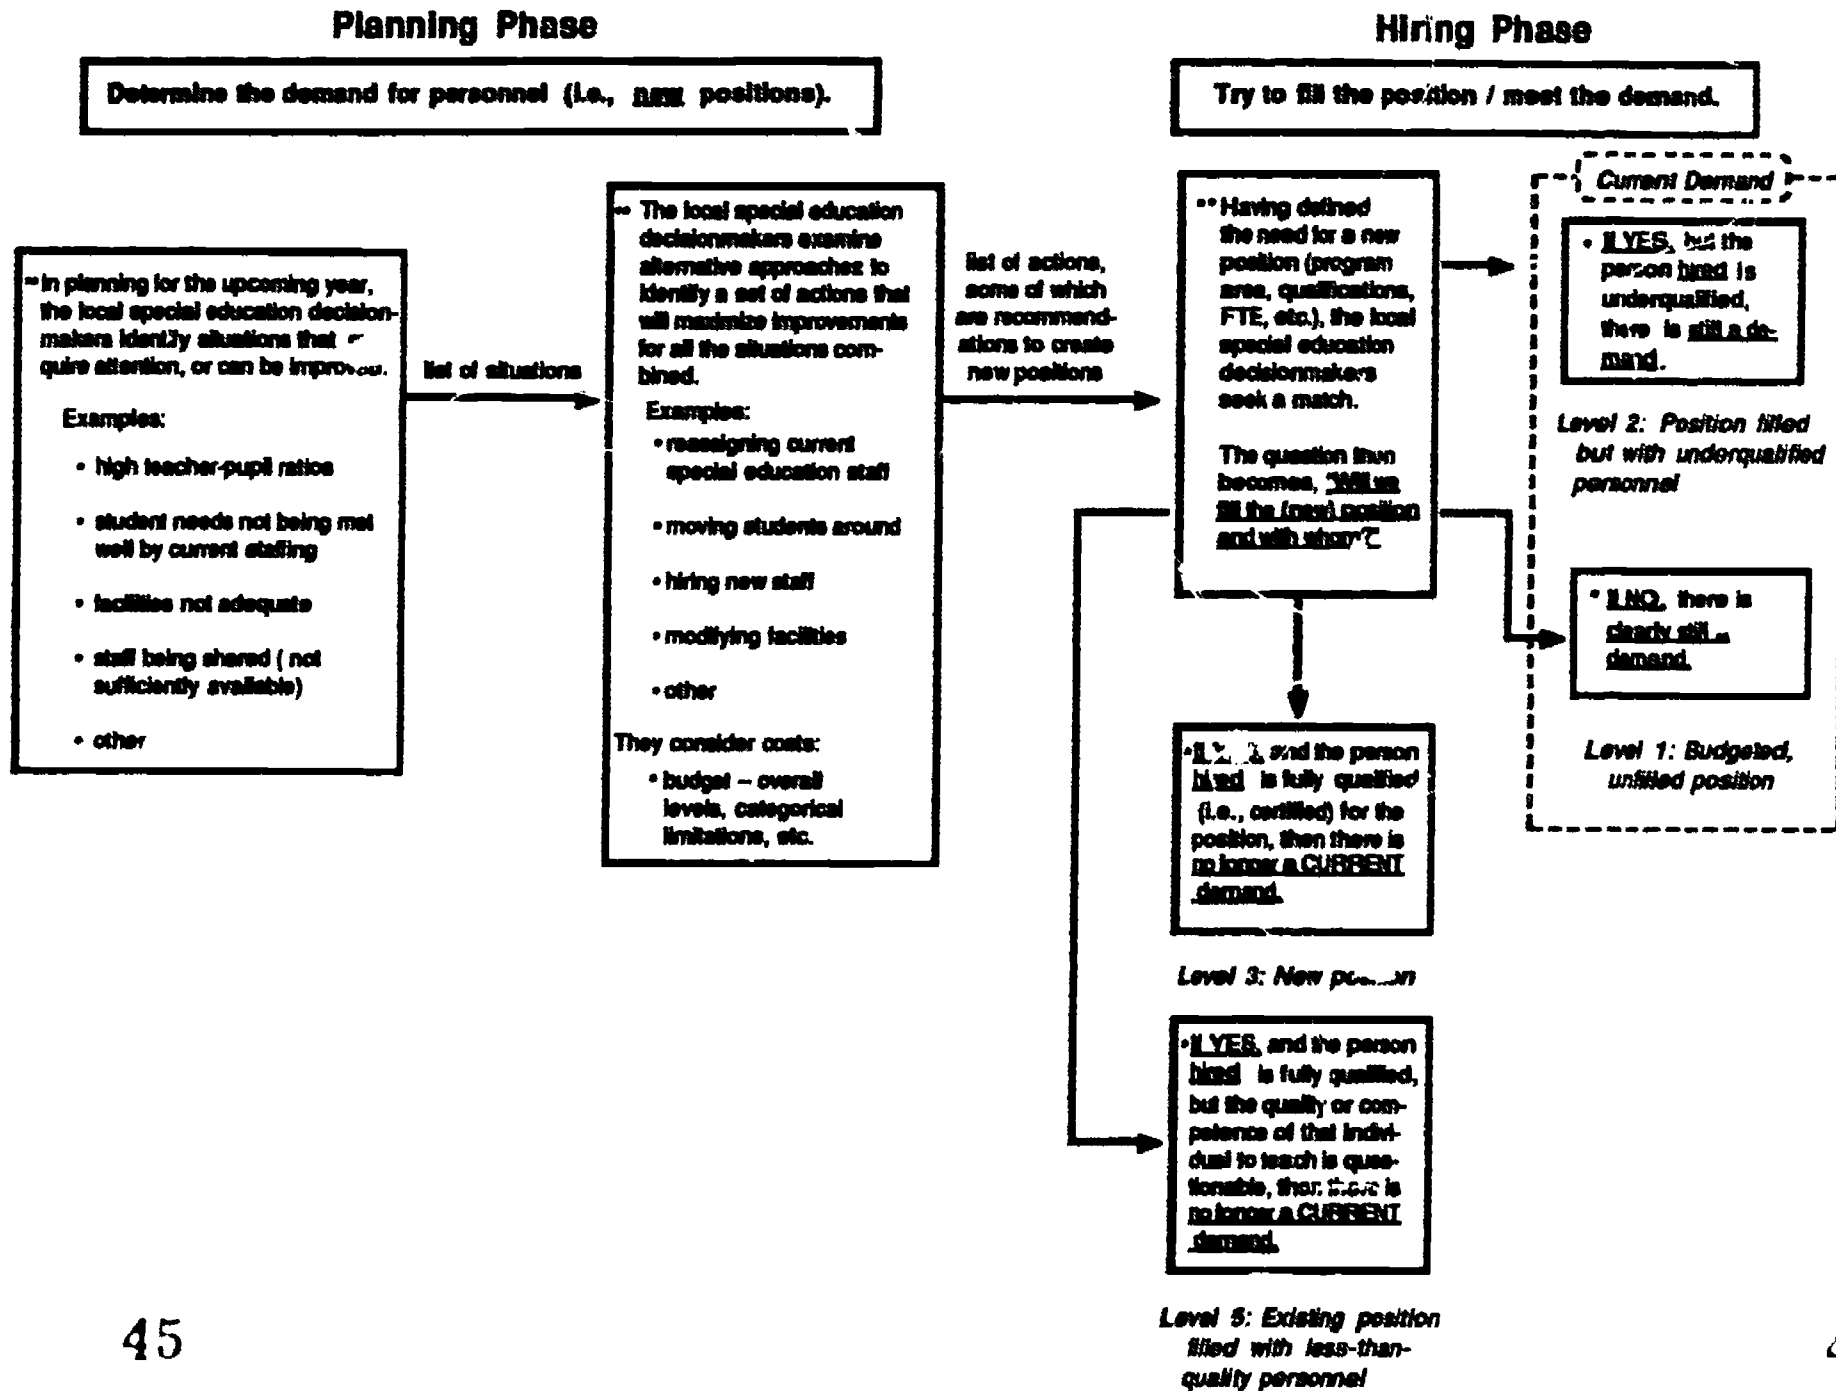 Planning Phase
Determine the demand for personnel (i.e., new positions).
- In planning for the upcoming year,
the local special education decision-
makers identify situations that
quire attention, or can be improved.
Examples:
• high teacher-pupil ratios
• student needs not being met
well by current staffing
• facilities not adequate
• staff being shared ( not
sufficiently available)
• other
list of situations
•• The local special education
decisionmakers examine
alternative approaches to
identify a set of actions that
will maximize improvements
for all the situations com-
bined.
Examples:
• reassigning current
special education staff
• moving students around
• hiring new staff
• modifying facilities
• other
They consider costs:
• budget – overall
levels, categorical
limitations, etc.
list of actions,
some of which
are recommend-
ations to create
new positions
Hiring Phase
Try to fill the position / meet the demand.
•• Having defined
the need for a new
position (program
area, qualifications,
FTE, etc.), the local
special education
decisionmakers
seek a match.
The question then
becomes, "Will we
fill the (new) position
and with whom?"
Current Demand
• If YES, but the
person hired is
underqualified,
there is still a de-
mand.
Level 2: Position filled
but with underqualified
personnel
• If NO, there is
clearly still
demand.
Level 1: Budgeted,
unfilled position
• If and the person
hired is fully qualified
(i.e., certified) for the
position, then there is
no longer a CURRENT
demand.
Level 3: New
• If YES, and the person
hired is fully qualified,
but the quality or com-
petence of that indivi-
dual to teach is ques-
tionable, then there is
no longer a CURRENT
demand.
Level 5: Existing position
filled with less-than-
quality personnel
45